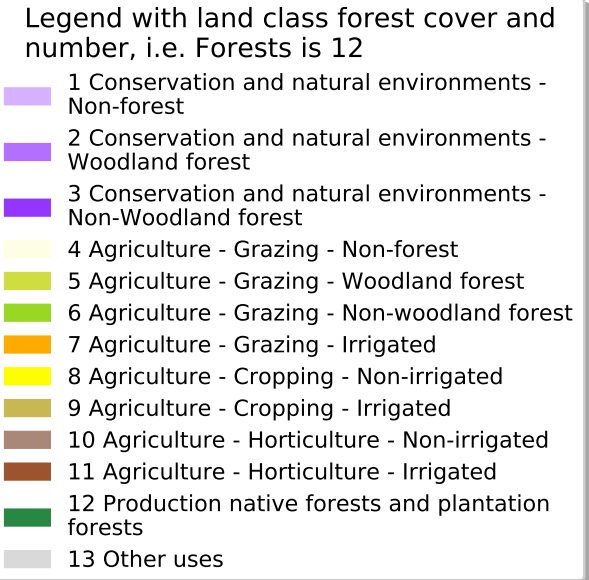 Legend with land class forest cover and
number, i.e. Forests is 12
1 Conservation and natural environments -
Non-forest
2 Conservation and natural environments -
Woodland forest
3 Conservation and natural environments -
Non-Woodland forest
4 Agriculture - Grazing - Non-forest
5 Agriculture - Grazing - Woodland forest
6 Agriculture - Grazing - Non-woodland forest
7 Agriculture - Grazing - Irrigated
8 Agriculture - Cropping - Non-irrigated
9 Agriculture - Cropping - Irrigated
10 Agriculture - Horticulture - Non-irrigated
11 Agriculture - Horticulture - Irrigated
12 Production native forests and plantation
forests
13 Other uses